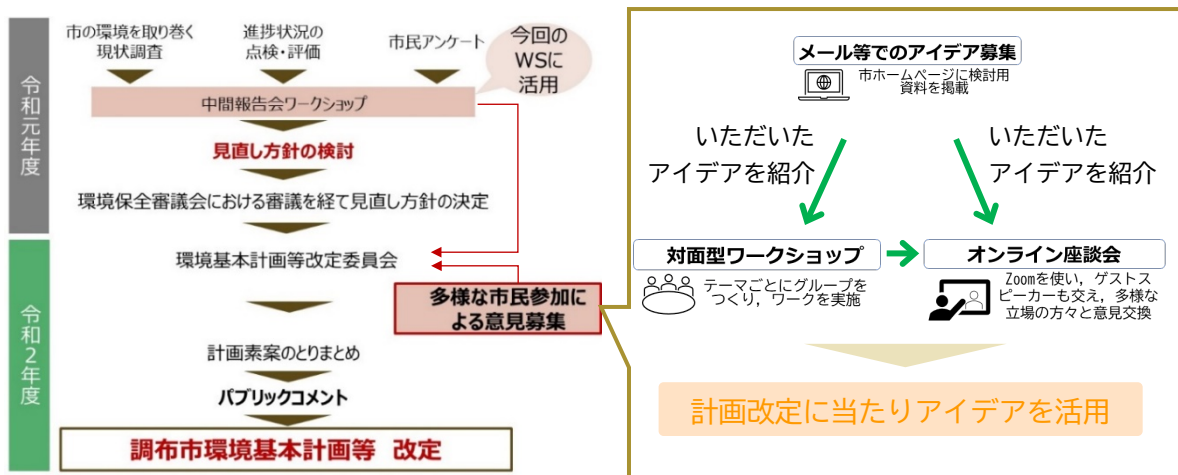 令和元年度
市の環境を取り巻く
現状調査
進捗状況の
点検・評価
市民アンケート
今回の
WSに
活用
中間報告会ワークショップ
見直し方針の検討
環境保全審議会における審議を経て見直し方針の決定
令和2年度
環境基本計画等改定委員会
多様な市民参加に
よる意見募集
計画素案のとりまとめ
パブリックコメント
調布市環境基本計画等 改定
メール等でのアイデア募集
市ホームページに検討用
資料を掲載
いただいた
アイデアを紹介
いただいた
アイデアを紹介
対面型ワークショップ
テーマごとにグループを
つくり，ワークを実施
オンライン座談会
Zoomを使い，ゲストス
ピーカーも交え，多様な
立場の方々と意見交換
計画改定に当たりアイデアを活用